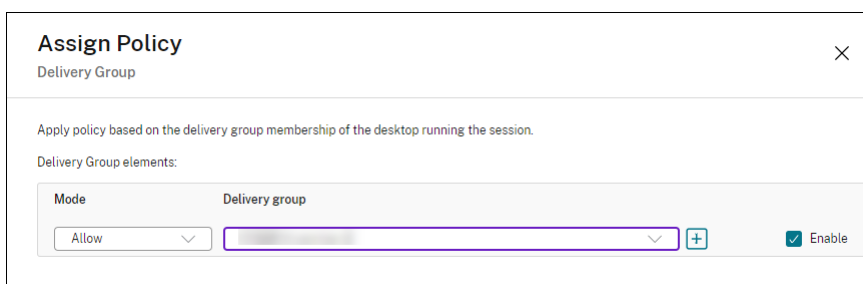 Assign Policy
Delivery Group
Apply policy based on the delivery group membership of the desktop running the session.
Delivery Group elements:
Mode Delivery group
Allow Enable